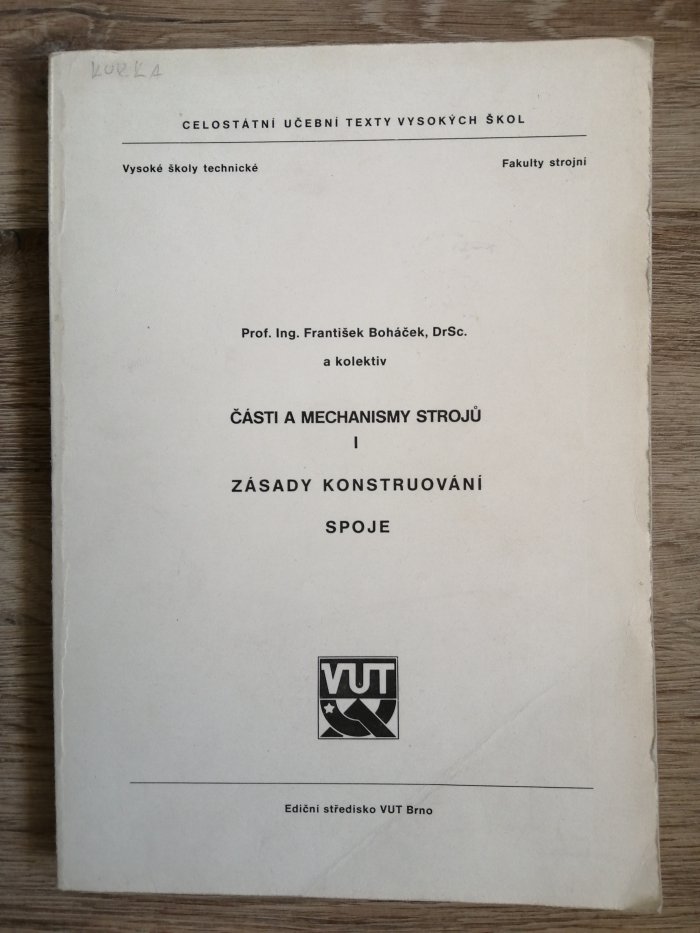 KURKA
CELOSTÁTNÍ UČEBNÍ TEXTY VYSOKÝCH ŠKOL
Vysoké školy technické
Fakulty strojní
Prof. Ing. František Boháček, DrSc.
a kolektiv
ČÁSTI A MECHANISMY STROJŮ
I
ZÁSADY KONSTRUOVÁNÍ
SPOJE
VUT
Ediční středisko VUT Brno